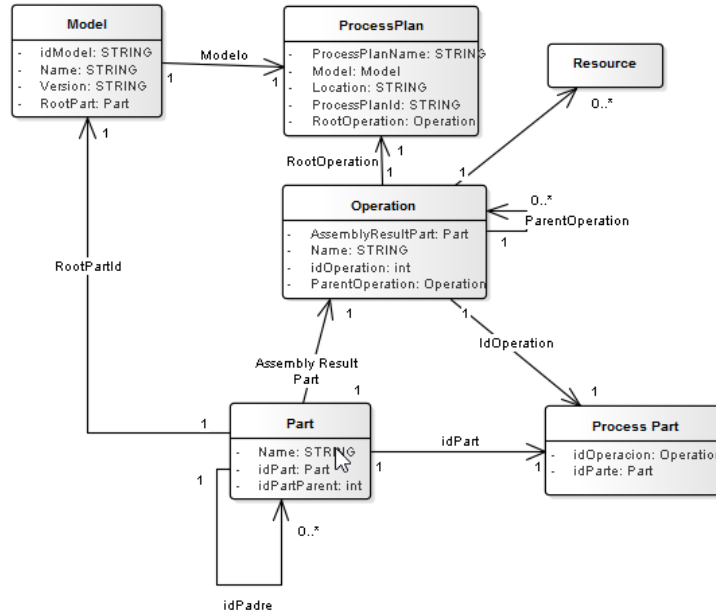 Model
- idModel: STRING
- Name: STRING
- Version: STRING
- RootPart: Part
1
Modelo
1
1
ProcessPlan
- ProcessPlanName: STRING
- Model: Model
- Location: STRING
- ProcessPlanId: STRING
- RootOperation: Operation
Resource
0..*
1
RootOperation
1
1
Operation
- AssemblyResultPart: Part
- Name: STRING
- idOperation: int
- ParentOperation: Operation
0..*
ParentOperation
1
RootPartId
1
1
IdOperation
Assembly Result
Part
1
1
1
Part
- Name: STRING
- idPart: Part
- idPartParent: int
1
idPart
1
Process Part
- idOperacion: Operation
- idParte: Part
1
0..*
idPadre